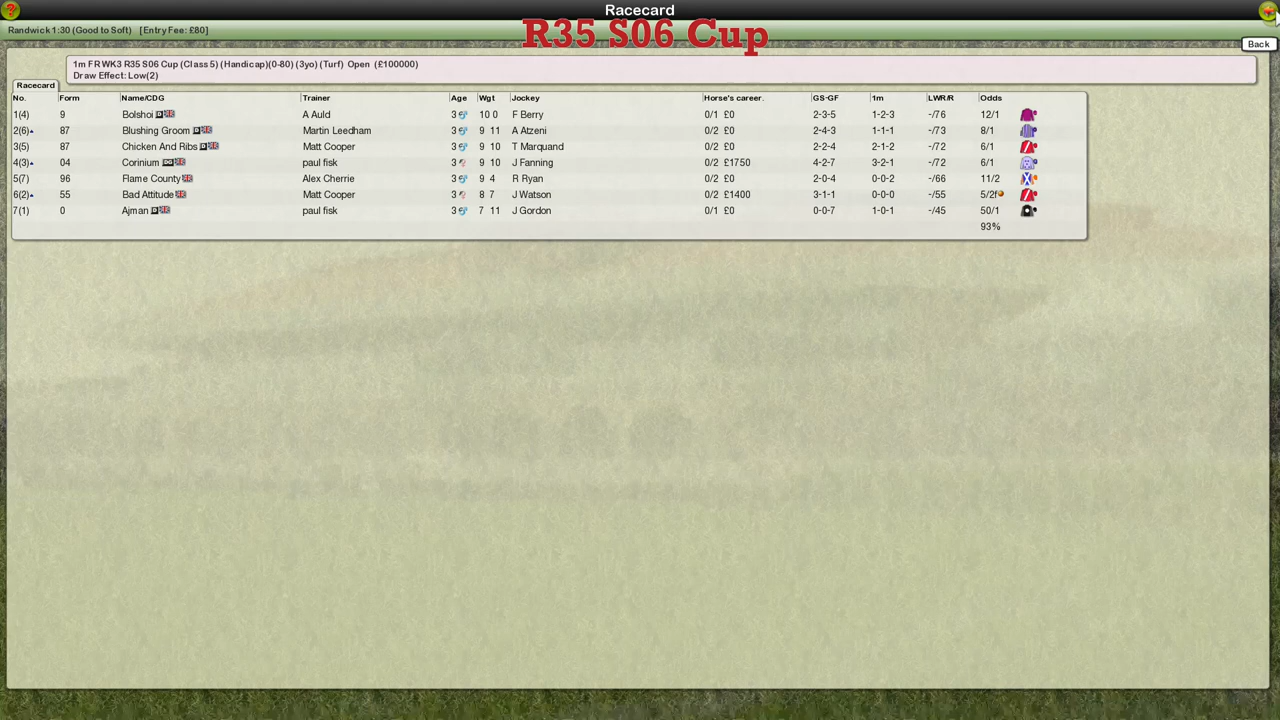 Racecard
Randwick 1:30 (Good to Soft) [Entry Fee: £80]
R35 S06 Cup
Back
1m FRWK3 R35 S06 Cup (Class 5) (Handicap)(0-80) (3yo) (Turf) Open (£100000)
Draw Effect: Low(2)
Racecard
No. Form Name/CDG Trainer Age Wgt Jockey Horse's career. GS-GF 1m LWR/R Odds
1(4) 9 Bolshoi A Auld 3 10 0 F Berry 0/1 £0 2-3-5 1-2-3 -/76 12/1
2(6) 87 Blushing Groom Martin Leedham 3 9 11 A Atzeni 0/2 £0 2-4-3 1-1-1 -/73 8/1
3(5) 87 Chicken And Ribs Matt Cooper 3 9 10 T Marquand 0/2 £0 2-2-4 2-1-2 -/72 6/1
4(3) 04 Corinium paul fisk 3 9 10 J Fanning 0/2 £1750 4-2-7 3-2-1 -/72 6/1
5(7) 96 Flame County Alex Cherrie 3 9 4 R Ryan 0/2 £0 2-0-4 0-0-2 -/66 11/2
6(2) 55 Bad Attitude Matt Cooper 3 8 7 J Watson 0/2 £1400 3-1-1 0-0-0 -/55 5/2f
7(1) 0 Ajman paul fisk 3 7 11 J Gordon 0/1 £0 0-0-7 1-0-1 -/45 50/1
93%